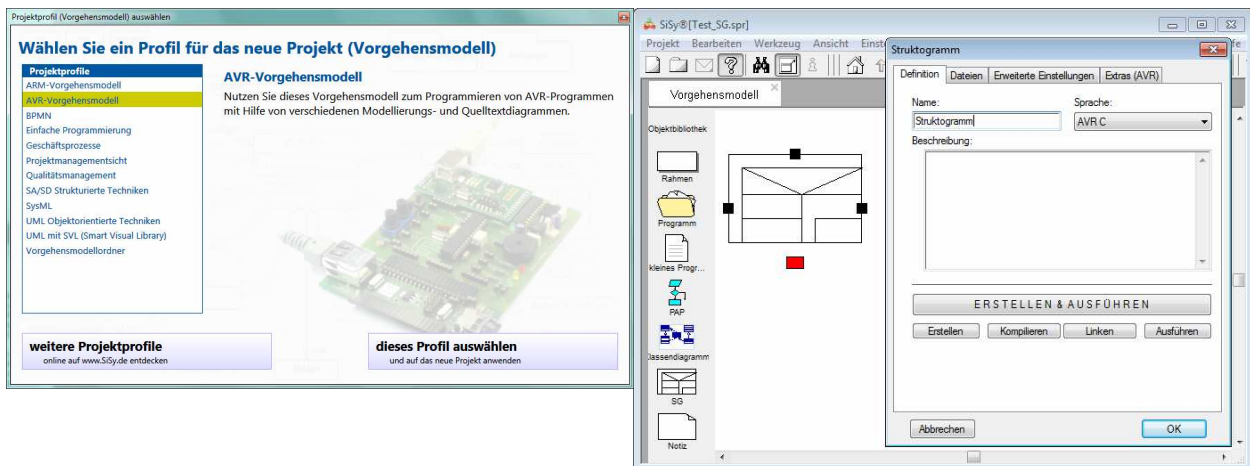 Projektprofil (Vorgehensmodell) auswählen
Wählen Sie ein Profil für das neue Projekt (Vorgehensmodell)
Projektprofile
ARM-Vorgehensmodell
AVR-Vorgehensmodell
BPMN
Einfache Programmierung
Geschäftsprozesse
Projektmanagementsicht
Qualitätsmanagement
SA/SD Strukturierte Techniken
SysML
UML Objektorientierte Techniken
UML mit SVL (Smart Visual Library)
Vorgehensmodellordner
AVR-Vorgehensmodell
Nutzen Sie dieses Vorgehensmodell zum Programmieren von AVR-Programmen
mit Hilfe von verschiedenen Modellierungs- und Quelltextdiagrammen.
weitere Projektprofile
online auf www.SiSy.de entdecken
dieses Profil auswählen
und auf das neue Projekt anwenden
SiSy®[Test_SG.spr]
Projekt Bearbeiten Werkzeug Ansicht Einst
Vorgehensmodell
Objektbibliothek
Rahmen
Programm
kleines Progr...
PAP
lassendiagramm
SG
Notiz
Struktogramm
Definition Dateien Erweiterte Einstellungen Extras (AVR)
Name: Sprache:
Struktogramm AVR C
Beschreibung:
ERSTELLEN & AUSFÜHREN
Erstellen Kompilieren Linken Ausführen
Abbrechen OK